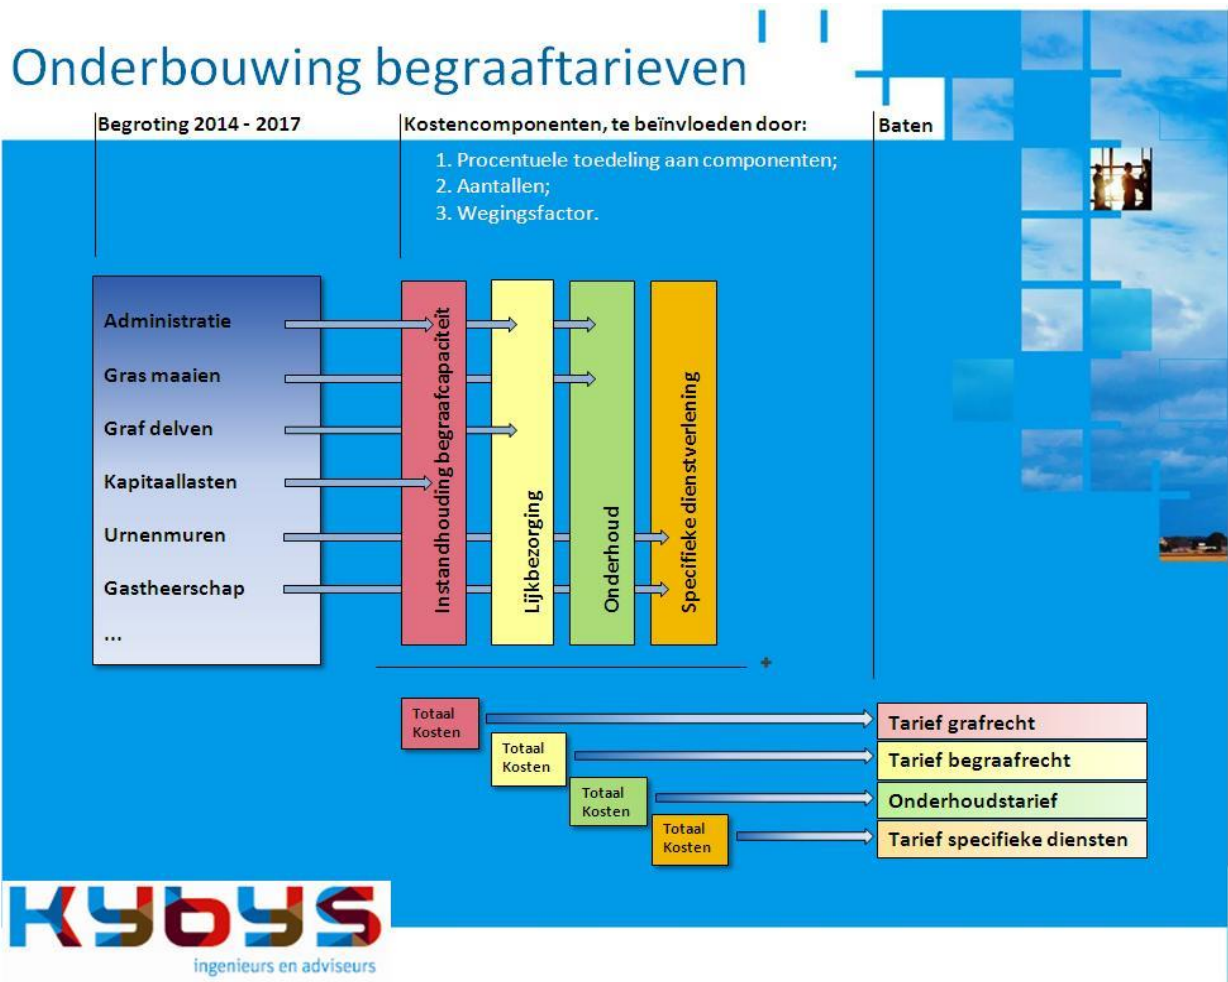 Onderbouwing begraaftarieven
Begroting 2014 - 2017
Kostencomponenten, te beïnvloeden door:
Baten
1. Procentuele toedeling aan componenten;
2. Aantallen;
3. Wegingsfactor.
Administratie
Gras maaien
Graf delven
Kapitaallasten
Urnenmuren
Gastheerschap
...
Instandhouding begraafcapaciteit
Lijkbezorging
Onderhoud
Specifieke dienstverlening
+
Totaal
Kosten
Tarief grafrecht
Totaal
Kosten
Tarief begraafrecht
Totaal
Kosten
Onderhoudstarief
Totaal
Kosten
Tarief specifieke diensten
KYBYS
ingenieurs en adviseurs